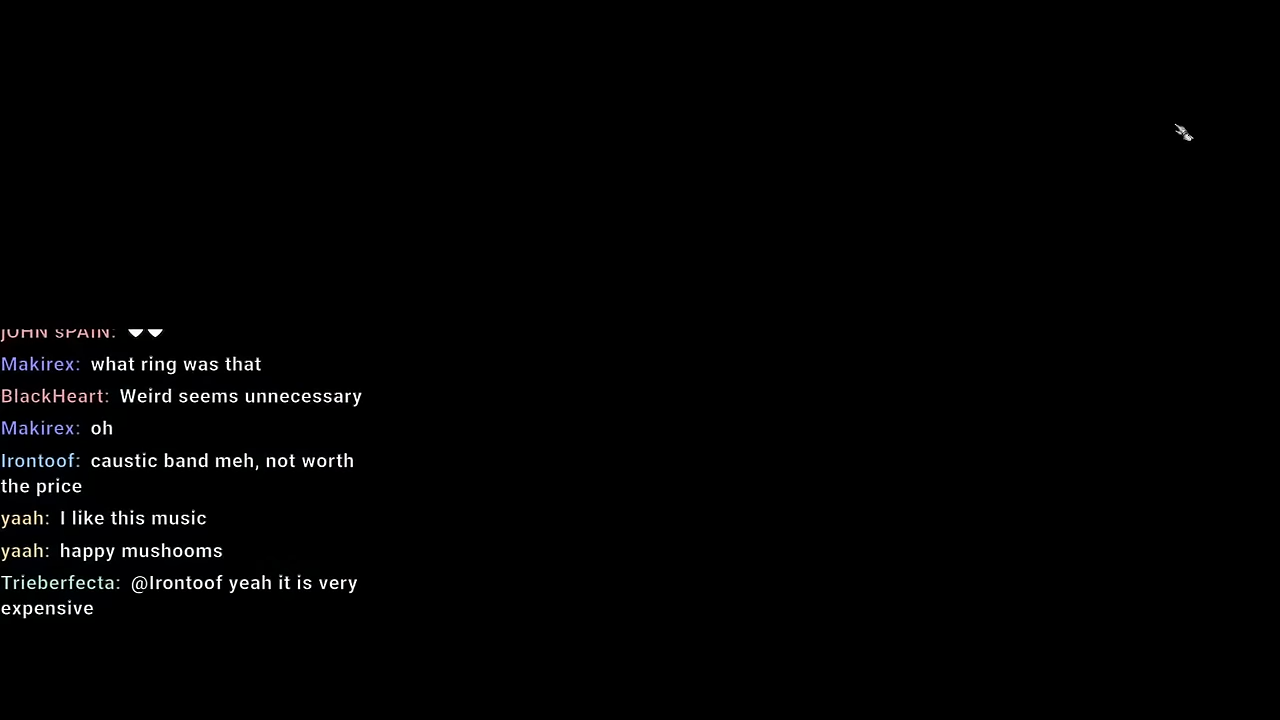 JOHN sPAIN: 🤍🤍
Makirex: what ring was that
BlackHeart: Weird seems unnecessary
Makirex: oh
Irontoof: caustic band meh, not worth
the price
yaah: I like this music
yaah: happy mushooms
Trieberfecta: @Irontoof yeah it is very
expensive